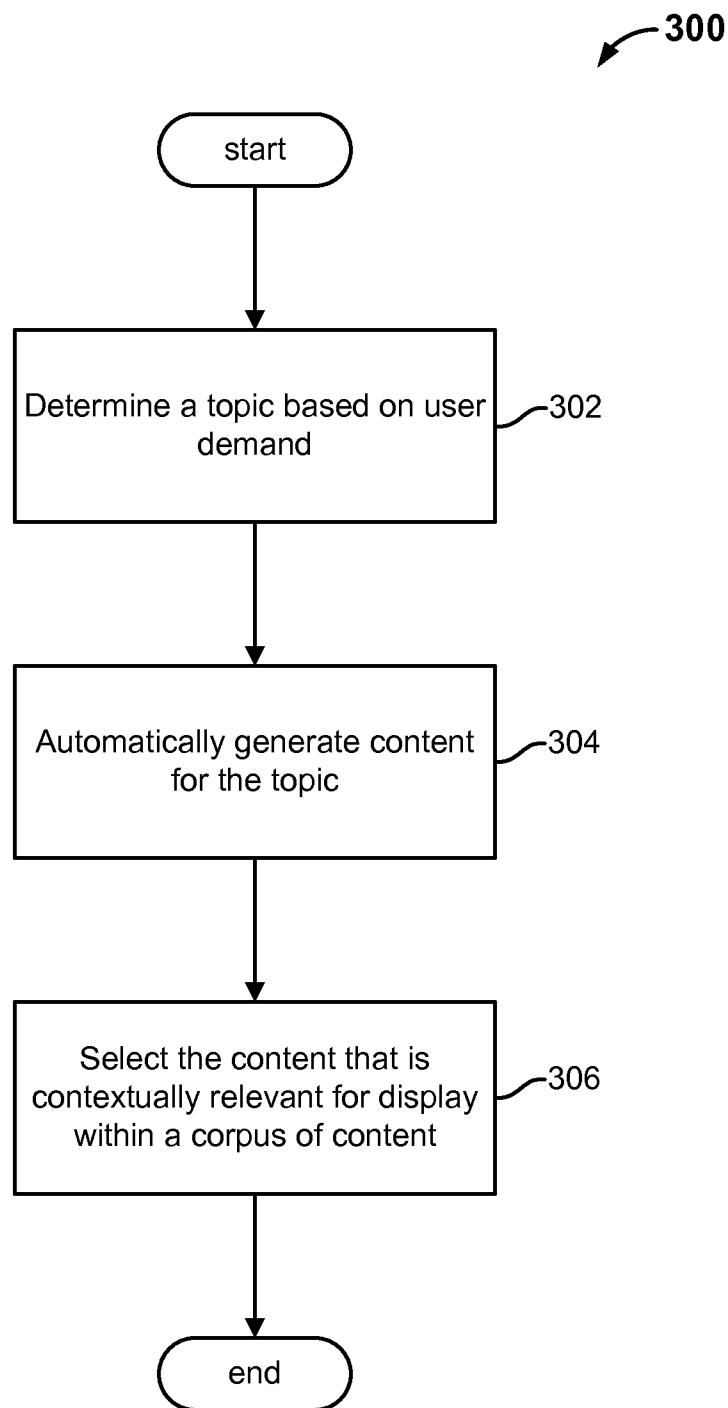 300
start
Determine a topic based on user
demand
302
Automatically generate content
for the topic
304
Select the content that is
contextually relevant for display
within a corpus of content
306
end